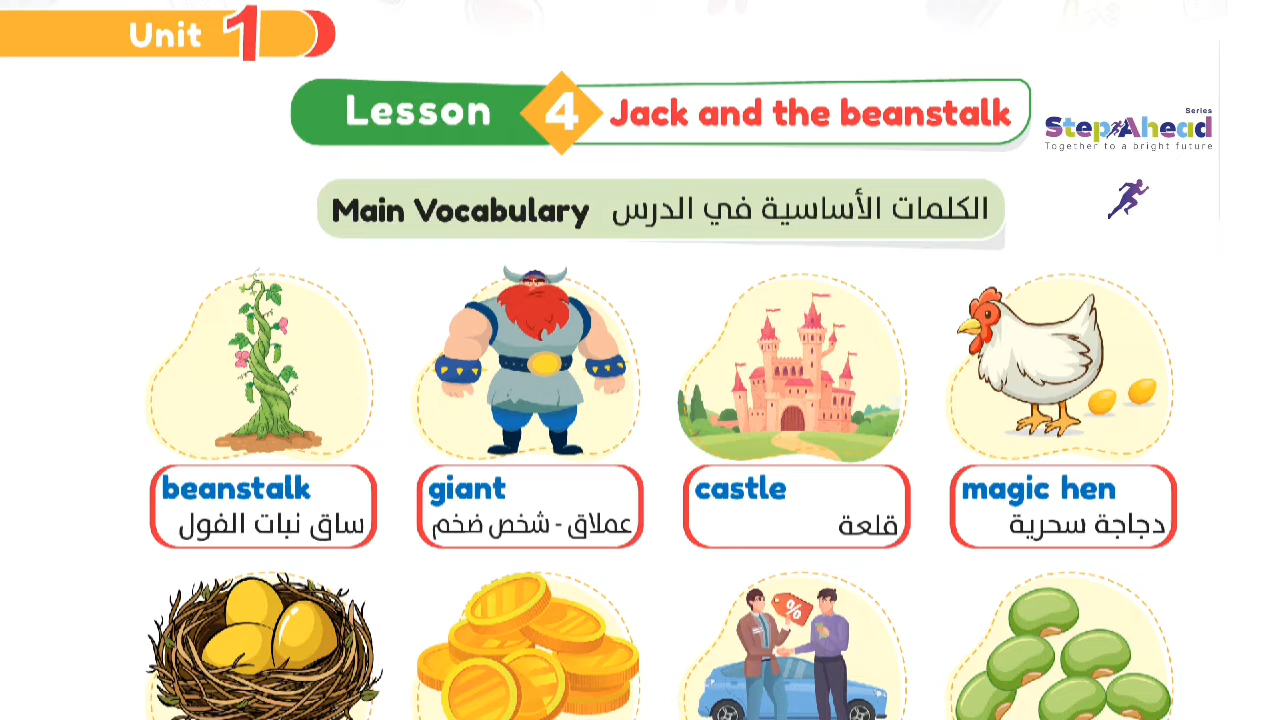 Unit 1
Lesson 4 Jack and the beanstalk
Series
Step Ahead
Together to a bright future
Main Vocabulary الكلمات الأساسية في الدرس
beanstalk
ساق نبات الفول
giant
عملاق - شخص ضخم
castle
قلعة
magic hen
دجاجة سحرية
%